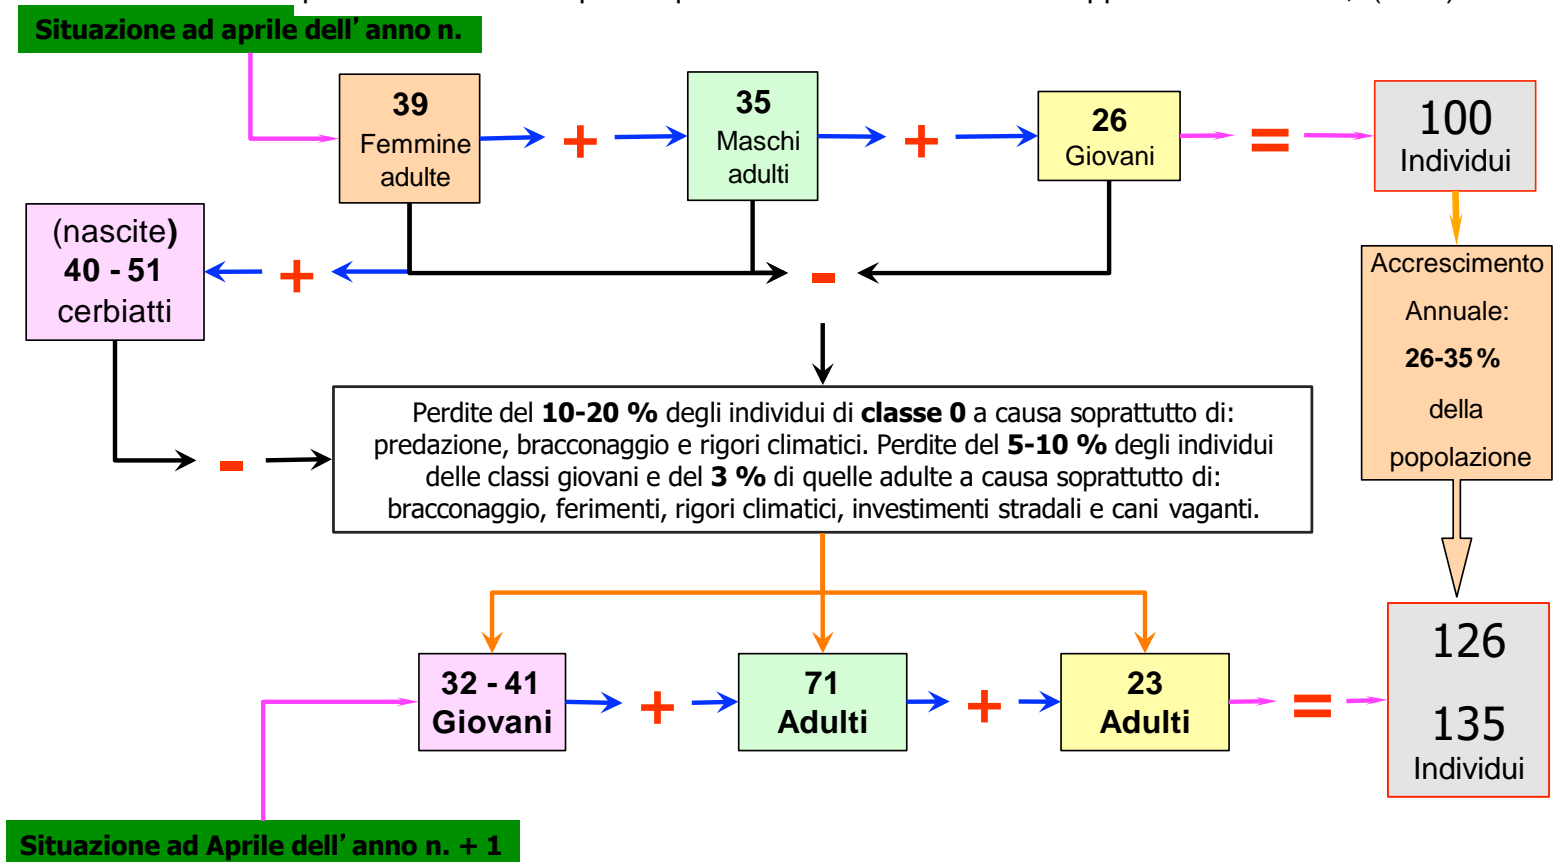 Situazione ad aprile dell’ anno n.
39
Femmine
adulte
+
35
Maschi
adulti
+
26
Giovani
=
100
Individui
(nascite)
40 - 51
cerbiatti
+
-
Accrescimento
Annuale:
26-35 %
della
popolazione
-
Perdite del 10-20 % degli individui di classe 0 a causa soprattutto di:
predazione, bracconaggio e rigori climatici. Perdite del 5-10 % degli individui
delle classi giovani e del 3 % di quelle adulte a causa soprattutto di:
bracconaggio, ferimenti, rigori climatici, investimenti stradali e cani vaganti.
32 - 41
Giovani
+
71
Adulti
+
23
Adulti
=
126
135
Individui
Situazione ad Aprile dell’ anno n. + 1